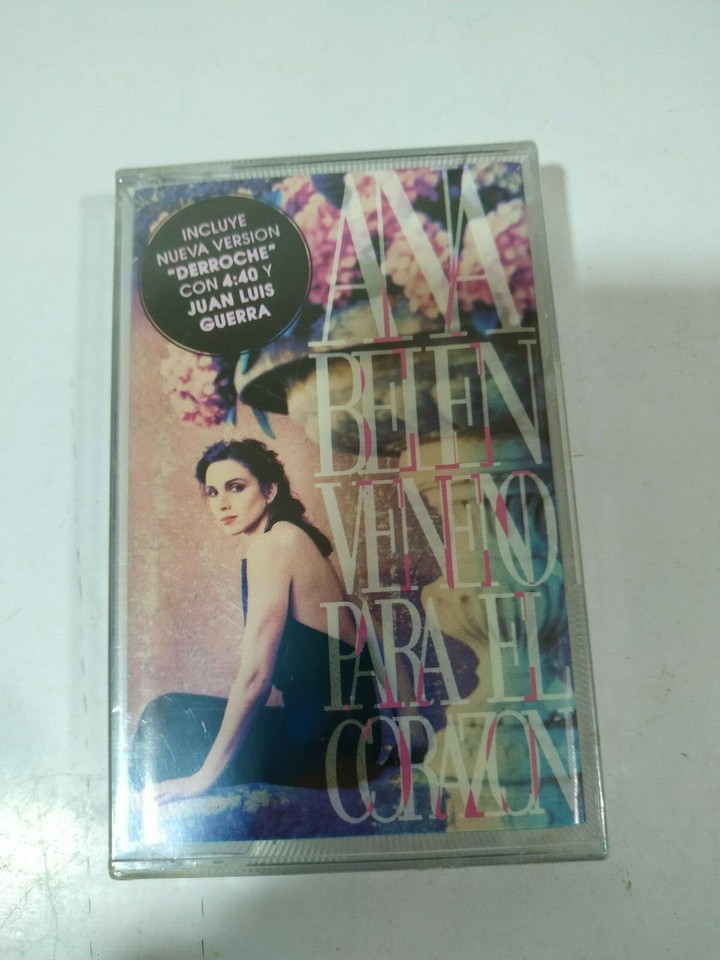 INCLUYE
NUEVA VERSION
"DERROCHE"
CON 4:40 Y
JUAN LUIS
GUERRA
ANA
BELEN
VENENO
PARA EL
CORAZON